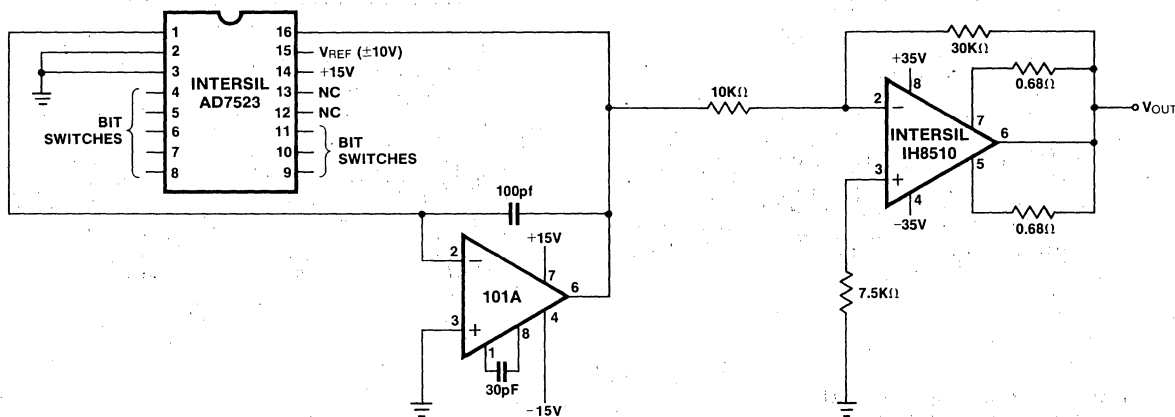 1
2
3
4
5
6
7
8
16
15
14
13
12
11
10
9
INTERSIL
AD7523
V_REF (±10V)
+15V
NC
NC
BIT
SWITCHES
BIT
SWITCHES
100pf
+15V
2
−
7
101A
6
3
+
4
8
1
30pF
−15V
10KΩ
30KΩ
+35V
8
0.68Ω
2
−
7
INTERSIL
IH8510
6
V_OUT
3
+
5
4
−35V
0.68Ω
7.5KΩ